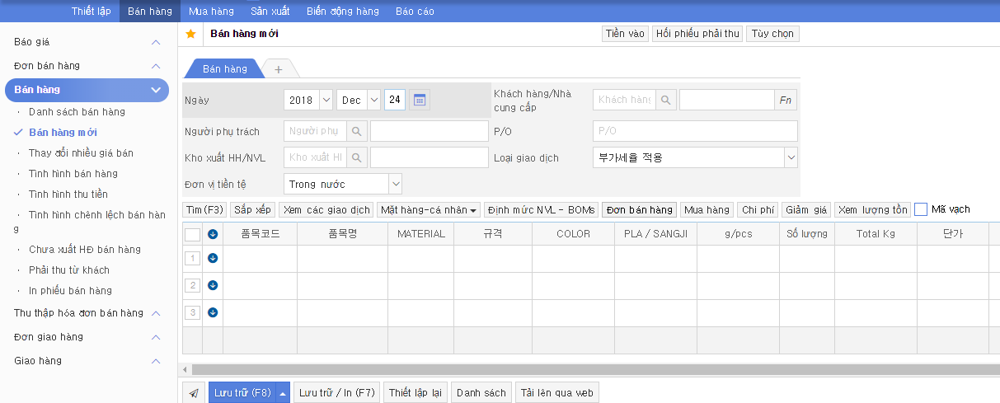 Thiết lập Bán hàng Mua hàng Sản xuất Biến động hàng Báo cáo
Báo giá
Đơn bán hàng
Bán hàng
Danh sách bán hàng
Bán hàng mới
Thay đổi nhiều giá bán
Tình hình bán hàng
Tình hình thu tiền
Tình hình chênh lệch bán hàn
g
Chưa xuất HĐ bán hàng
Phải thu từ khách
In phiếu bán hàng
Thu thập hóa đơn bán hàng
Đơn giao hàng
Giao hàng
Bán hàng mới Tiền vào Hối phiếu phải thu Tùy chọn
Bán hàng +
Ngày 2018 Dec 24 Khách hàng/Nhà
cung cấp Khách hàng Fn
Người phụ trách Người phụ P/O P/O
Kho xuất HH/NVL Kho xuất HH Loại giao dịch 부가세율 적용
Đơn vị tiền tệ Trong nước
Tìm (F3) Sắp xếp Xem các giao dịch Mặt hàng-cá nhân Định mức NVL - BOMs Đơn bán hàng Mua hàng Chi phí Giảm giá Xem lượng tồn Mã vạch
품목코드 품목명 MATERIAL 규격 COLOR PLA / SANGJI g/pcs Số lượng Total Kg 단가
1
2
3
Lưu trữ (F8) Lưu trữ / In (F7) Thiết lập lại Danh sách Tải lên qua web